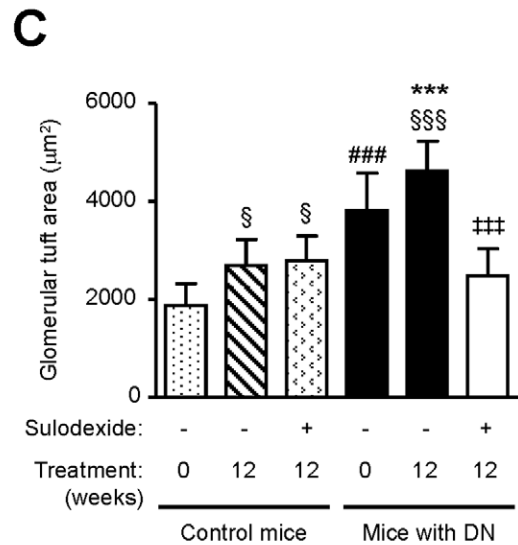 C
Glomerular tuft area (μm²)
6000
4000
2000
0
§
§
###
***
§§§
‡‡‡
Sulodexide: - - + - - +
Treatment: 0 12 12 0 12 12
(weeks)
Control mice Mice with DN